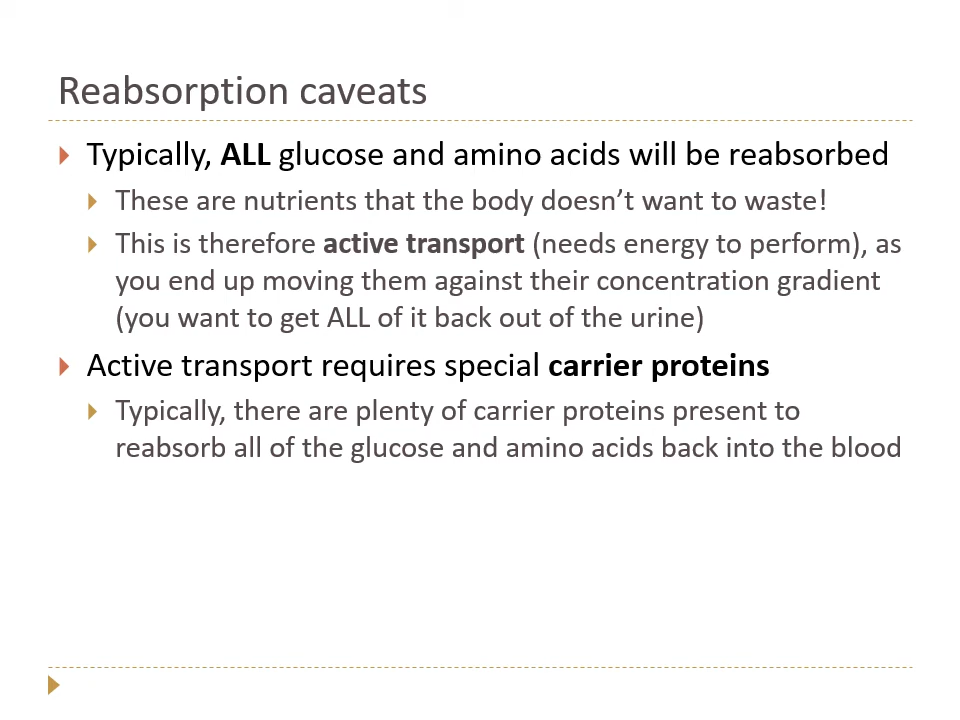 Reabsorption caveats
Typically, ALL glucose and amino acids will be reabsorbed
These are nutrients that the body doesn’t want to waste!
This is therefore active transport (needs energy to perform), as
you end up moving them against their concentration gradient
(you want to get ALL of it back out of the urine)
Active transport requires special carrier proteins
Typically, there are plenty of carrier proteins present to
reabsorb all of the glucose and amino acids back into the blood